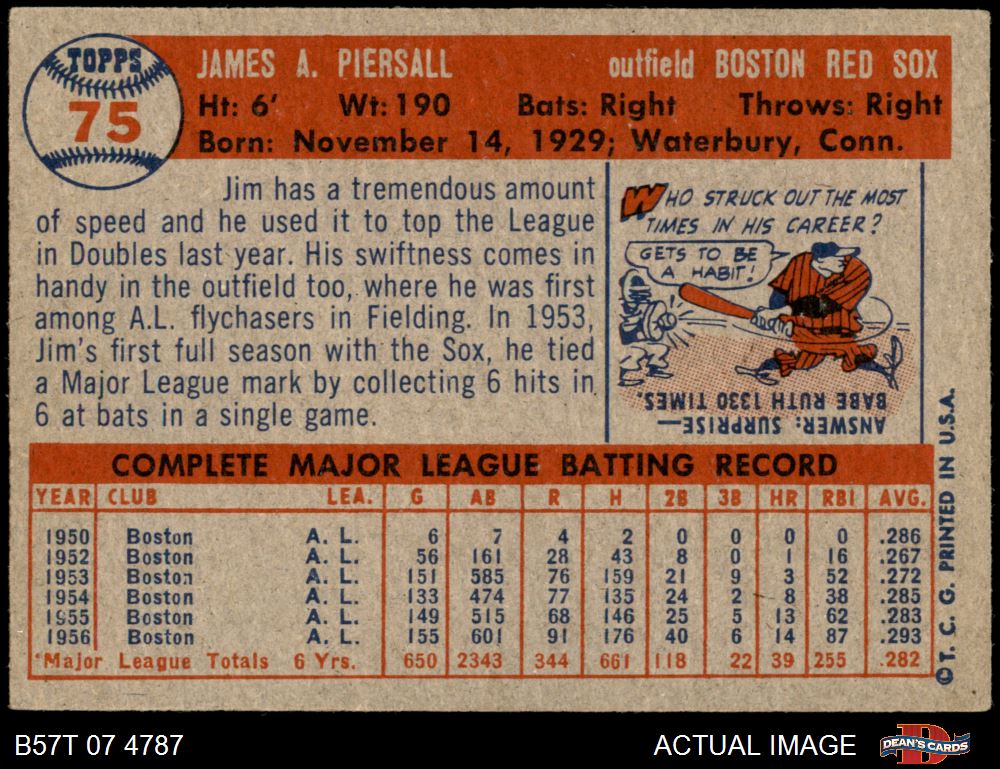 TOPPS
75
JAMES A. PIERSALL outfield BOSTON RED SOX
Ht: 6' Wt: 190 Bats: Right Throws: Right
Born: November 14, 1929; Waterbury, Conn.
Jim has a tremendous amount
of speed and he used it to top the League
in Doubles last year. His swiftness comes in
handy in the outfield too, where he was first
among A.L. flychasers in Fielding. In 1953,
Jim's first full season with the Sox, he tied
a Major League mark by collecting 6 hits in
6 at bats in a single game.
WHO STRUCK OUT THE MOST
TIMES IN HIS CAREER?
GETS TO BE
A HABIT!
ANSWER: SURPRISE—
BABE RUTH 1330 TIMES.
COMPLETE MAJOR LEAGUE BATTING RECORD
YEAR CLUB LEA. G AB R H 2B 3B HR RBI AVG.
1950 Boston A. L. 6 7 4 2 0 0 0 0 .286
1952 Boston A. L. 56 161 28 43 8 0 1 16 .267
1953 Boston A. L. 151 585 76 159 21 9 3 52 .272
1954 Boston A. L. 133 474 77 135 24 2 8 38 .285
1955 Boston A. L. 149 515 68 146 25 5 13 62 .283
1956 Boston A. L. 155 601 91 176 40 6 14 87 .293
*Major League Totals 6 Yrs. 650 2343 344 661 118 22 39 255 .282
© T. C. G. PRINTED IN U.S.A.
B57T 07 4787 ACTUAL IMAGE DEAN'S CARDS